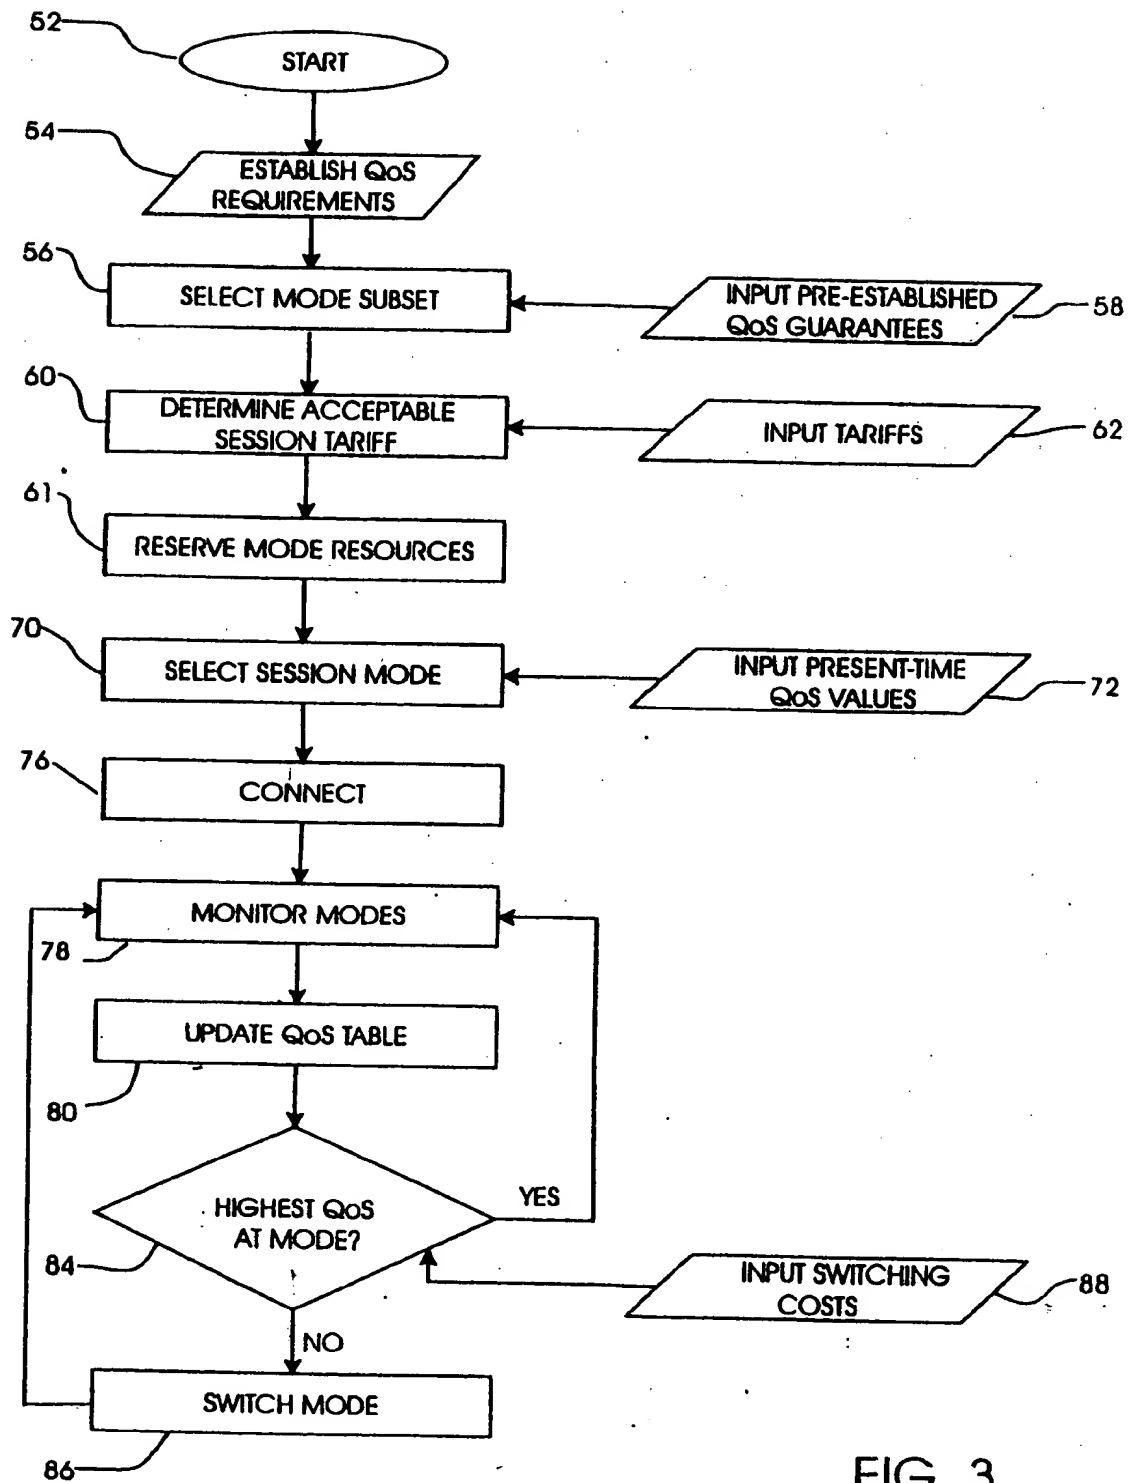 52
START
54
ESTABLISH QoS
REQUIREMENTS
56
SELECT MODE SUBSET
INPUT PRE-ESTABLISHED
QoS GUARANTEES
58
60
DETERMINE ACCEPTABLE
SESSION TARIFF
INPUT TARIFFS
62
61
RESERVE MODE RESOURCES
70
SELECT SESSION MODE
INPUT PRESENT-TIME
QoS VALUES
72
76
CONNECT
MONITOR MODES
78
UPDATE QoS TABLE
80
HIGHEST QoS
AT MODE?
YES
84
INPUT SWITCHING
COSTS
88
NO
SWITCH MODE
86
FIG. 3